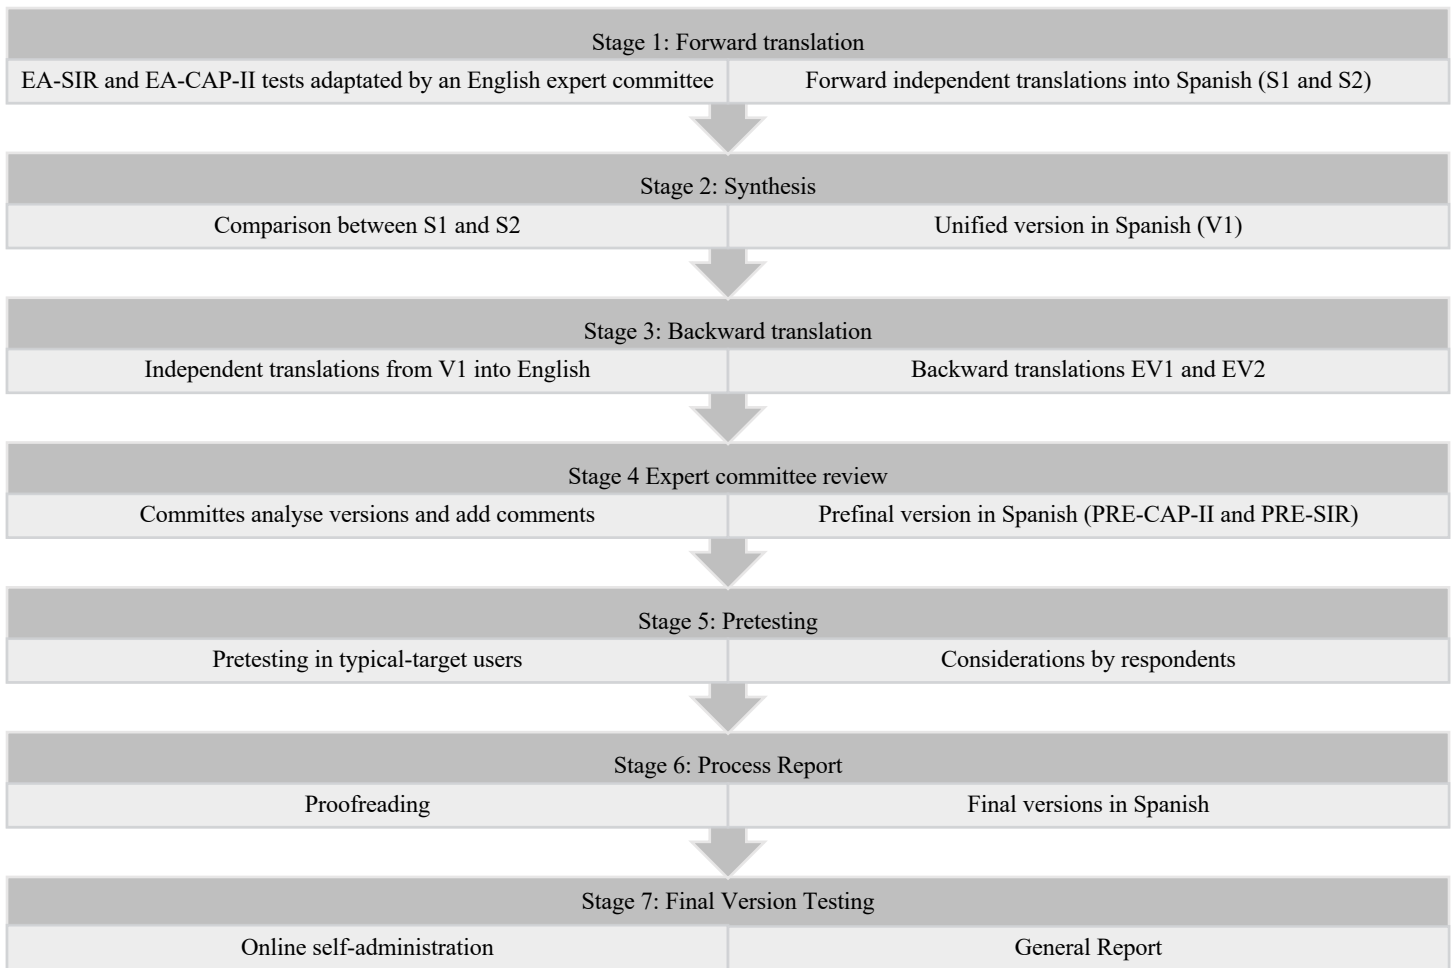 Stage 1: Forward translation
EA-SIR and EA-CAP-II tests adaptated by an English expert committee
Forward independent translations into Spanish (S1 and S2)
Stage 2: Synthesis
Comparison between S1 and S2
Unified version in Spanish (V1)
Stage 3: Backward translation
Independent translations from V1 into English
Backward translations EV1 and EV2
Stage 4 Expert committee review
Committes analyse versions and add comments
Prefinal version in Spanish (PRE-CAP-II and PRE-SIR)
Stage 5: Pretesting
Pretesting in typical-target users
Considerations by respondents
Stage 6: Process Report
Proofreading
Final versions in Spanish
Stage 7: Final Version Testing
Online self-administration
General Report